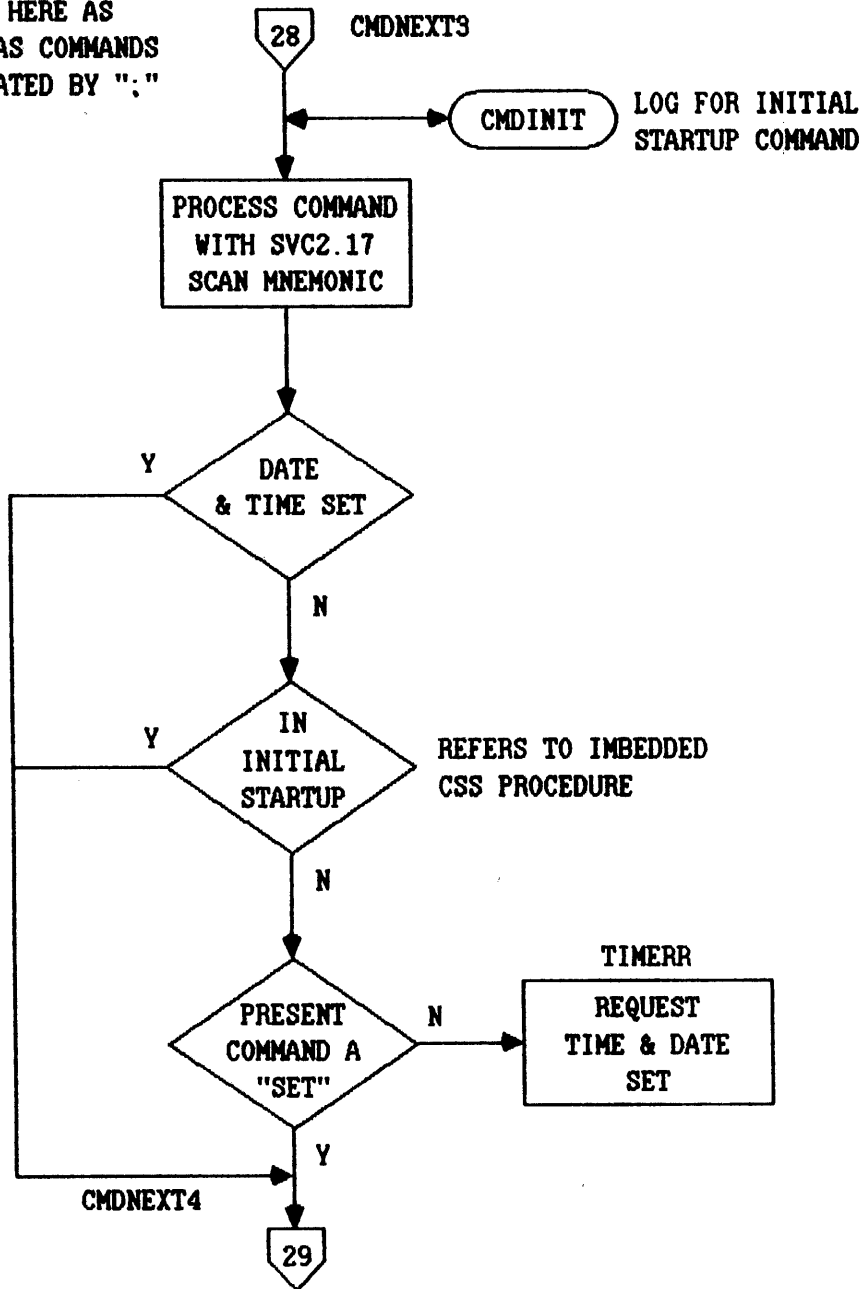 HERE AS
AS COMMANDS
ATED BY ";"
28
CMDNEXT3
CMDINIT
LOG FOR INITIAL
STARTUP COMMAND
PROCESS COMMAND
WITH SVC2.17
SCAN MNEMONIC
Y
DATE
& TIME SET
N
Y
IN
INITIAL
STARTUP
REFERS TO IMBEDDED
CSS PROCEDURE
N
TIMERR
PRESENT
COMMAND A
"SET"
N
REQUEST
TIME & DATE
SET
Y
CMDNEXT4
29